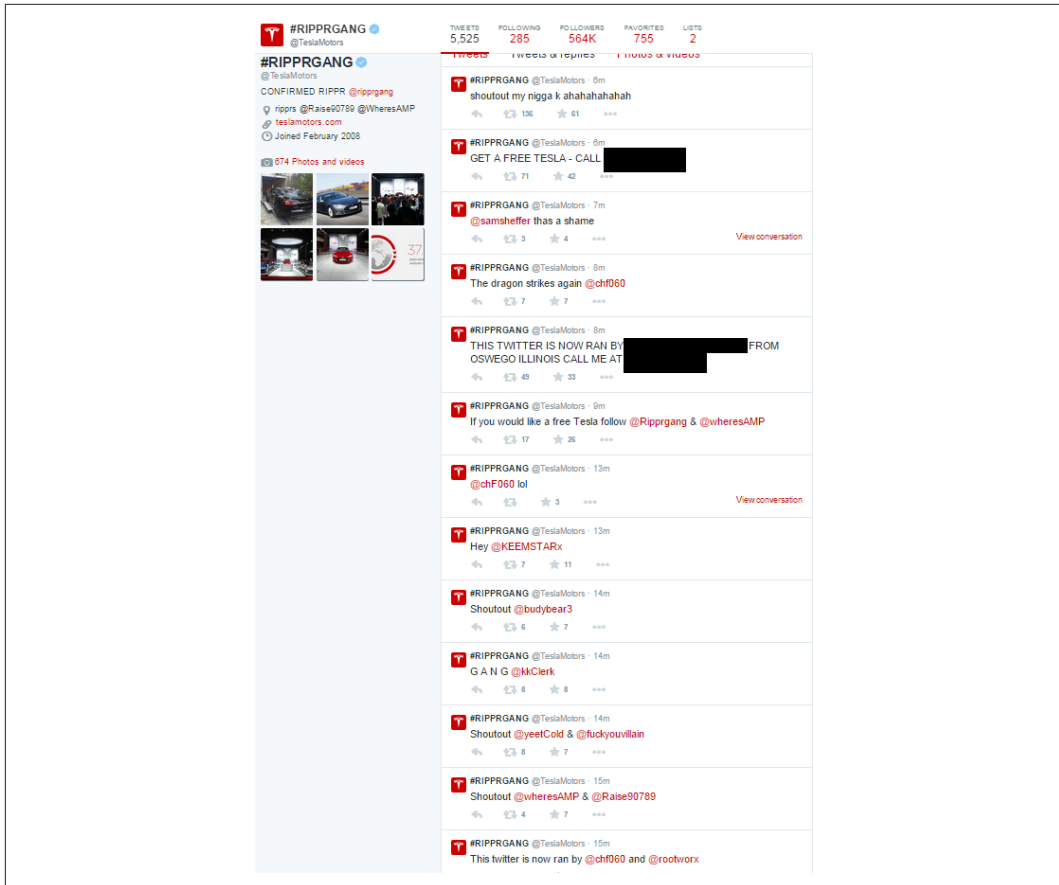 #RIPPRGANG
@TeslaMotors
TWEETS FOLLOWING FOLLOWERS FAVORITES LISTS
5,525 285 564K 755 2
#RIPPRGANG
@TeslaMotors
CONFIRMED RIPPR @ripprgang
ripprs @Raise90789 @WheresAMP
teslamotors.com
Joined February 2008
674 Photos and videos
37.
Tweets Tweets & replies Photos & videos
#RIPPRGANG @TeslaMotors · 6m
shoutout my nigga k ahahahahahah
136 61
#RIPPRGANG @TeslaMotors · 6m
GET A FREE TESLA - CALL
71 42
#RIPPRGANG @TeslaMotors · 7m
@samsheffer thas a shame
3 4
View conversation
#RIPPRGANG @TeslaMotors · 8m
The dragon strikes again @chf060
7 7
#RIPPRGANG @TeslaMotors · 8m
THIS TWITTER IS NOW RAN BY FROM
OSWEGO ILLINOIS CALL ME AT
49 33
#RIPPRGANG @TeslaMotors · 9m
If you would like a free Tesla follow @Ripprgang & @wheresAMP
17 26
#RIPPRGANG @TeslaMotors · 13m
@chF060 lol
3
View conversation
#RIPPRGANG @TeslaMotors · 13m
Hey @KEEMSTARx
7 11
#RIPPRGANG @TeslaMotors · 14m
Shoutout @budybear3
6 7
#RIPPRGANG @TeslaMotors · 14m
G A N G @kkClerk
8 8
#RIPPRGANG @TeslaMotors · 14m
Shoutout @yeetCold & @fuckyouvillain
8 7
#RIPPRGANG @TeslaMotors · 15m
Shoutout @wheresAMP & @Raise90789
4 7
#RIPPRGANG @TeslaMotors · 15m
This twitter is now ran by @chf060 and @rootworx